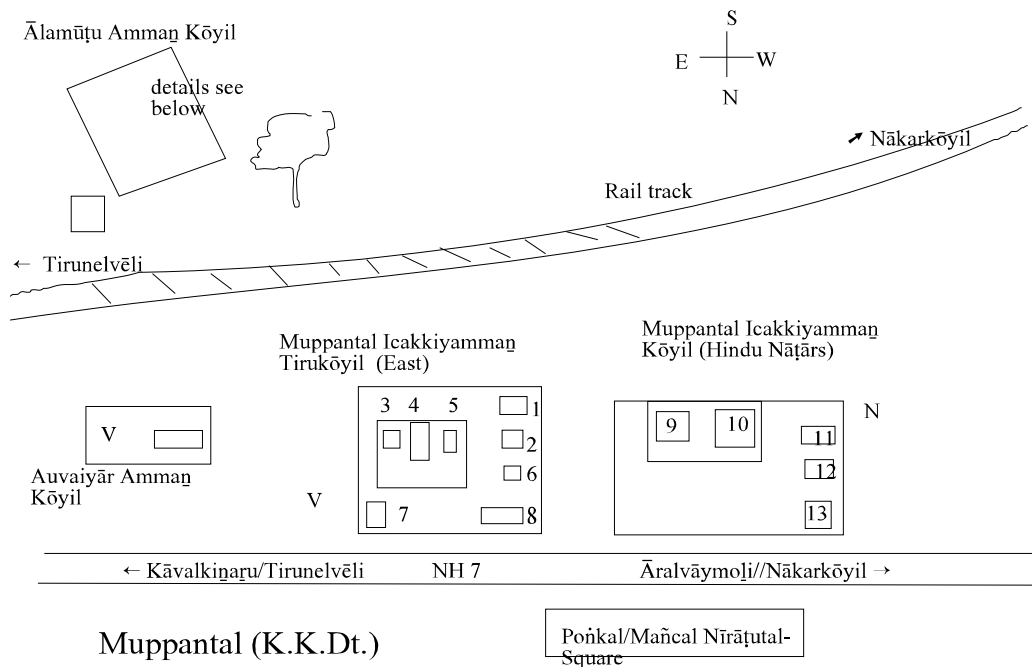 Ālamūṭu Ammaṉ Kōyil
details see
below
S
E
W
N
Nākarkōyil
Rail track
← Tirunelvēli
Muppantal Icakkiyammaṉ
Tirukōyil (East)
Muppantal Icakkiyammaṉ
Kōyil (Hindu Nāṭārs)
3 4 5
1
2
6
7
8
9
10
11
12
13
N
V
V
Auvaiyār Ammaṉ
Kōyil
← Kāvalkiṉaṟu/Tirunelvēli
NH 7
Āralvāymoḻi//Nākarkōyil →
Muppantal (K.K.Dt.)
Poṅkal/Mañcal Nīrāṭutal-
Square